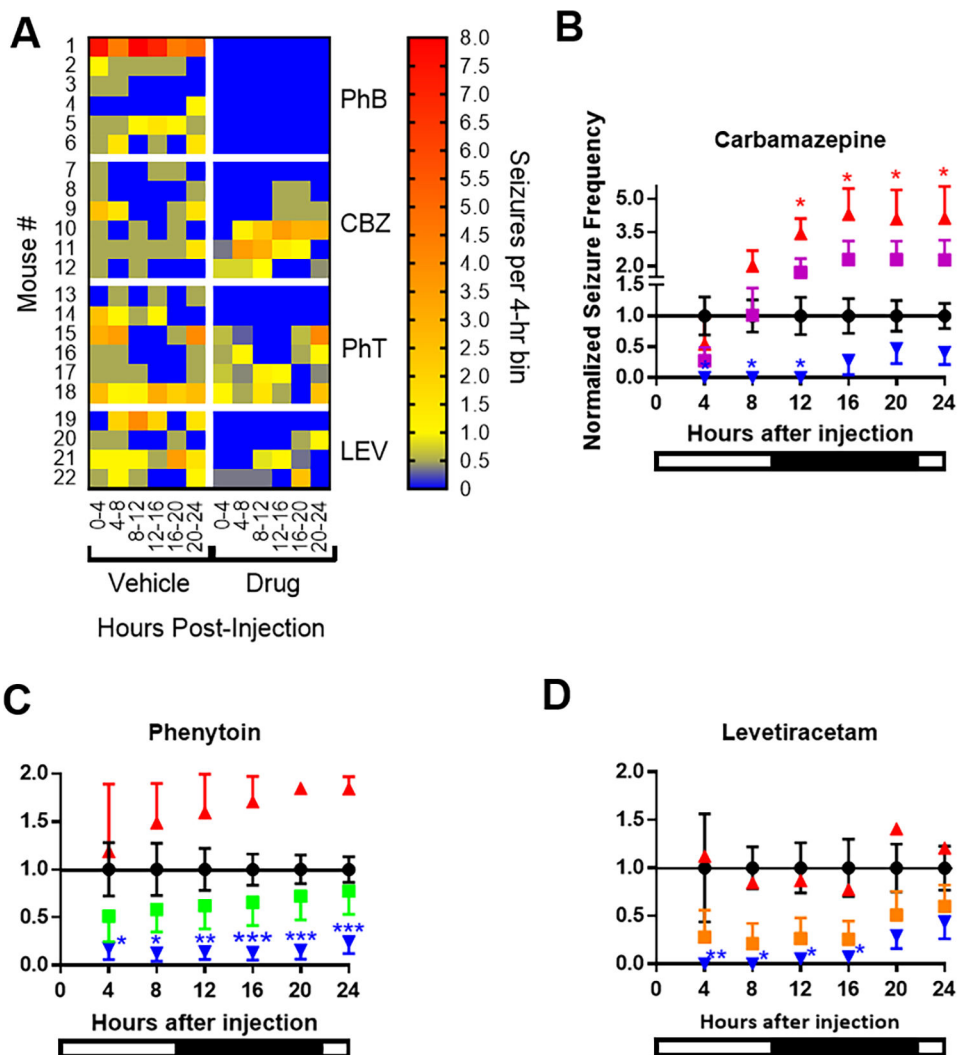 A
1
2
3
4
5
6
7
8
9
10
11
12
13
14
15
16
17
18
19
20
21
22
Mouse #
PhB
CBZ
PhT
LEV
8.0
7.5
7.0
6.5
6.0
5.5
5.0
4.5
4.0
3.5
3.0
2.5
2.0
1.5
1.0
0.5
0
Seizures per 4-hr bin
0-4
4-8
8-12
12-16
16-20
20-24
0-4
4-8
8-12
12-16
16-20
20-24
Vehicle Drug
Hours Post-Injection
B
Carbamazepine
Normalized Seizure Frequency
5.0
3.5
2.0
1.5
1.0
0.5
0.0
* * * *
* * *
0 4 8 12 16 20 24
Hours after injection
C
Phenytoin
2.0
1.5
1.0
0.5
0.0
* * ** *** *** ***
0 4 8 12 16 20 24
Hours after injection
D
Levetiracetam
2.0
1.5
1.0
0.5
0.0
** * * *
0 4 8 12 16 20 24
Hours after injection